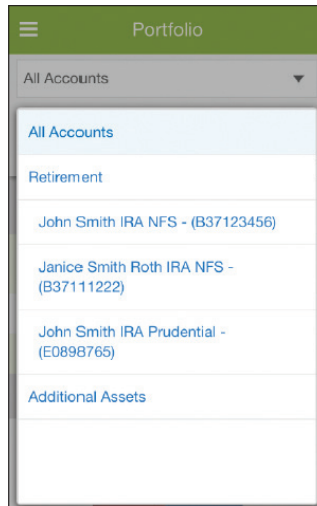 Portfolio
All Accounts
All Accounts
Retirement
John Smith IRA NFS - (B37123456)
Janice Smith Roth IRA NFS -
(B37111222)
John Smith IRA Prudential -
(E0898765)
Additional Assets